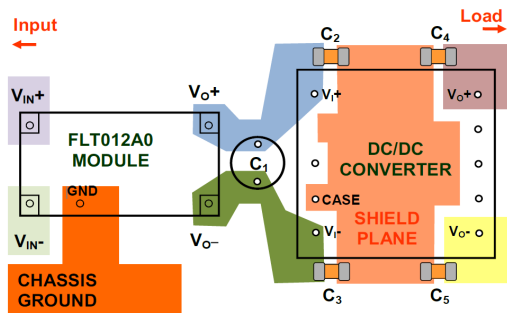 Input
Load
C2
C4
VIN+
VO+
VI+
VO+
FLT012A0
MODULE
C1
DC/DC
CONVERTER
GND
CASE
SHIELD
PLANE
VIN-
VO–
VI-
VO-
CHASSIS
GROUND
C3
C5